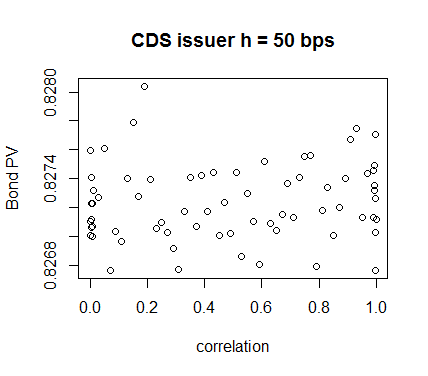 CDS issuer h = 50 bps
Bond PV
0.8280
0.8274
0.8268
0.0 0.2 0.4 0.6 0.8 1.0
correlation